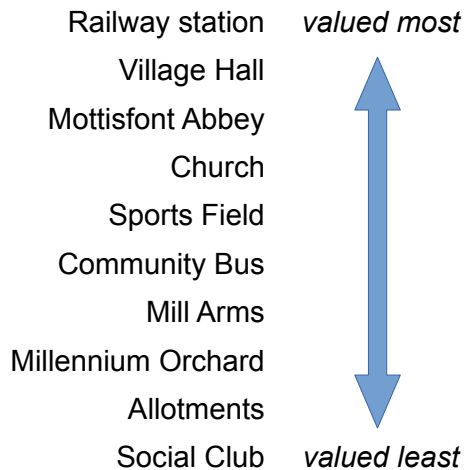 Railway station valued most
Village Hall
Mottisfont Abbey
Church
Sports Field
Community Bus
Mill Arms
Millennium Orchard
Allotments
Social Club valued least